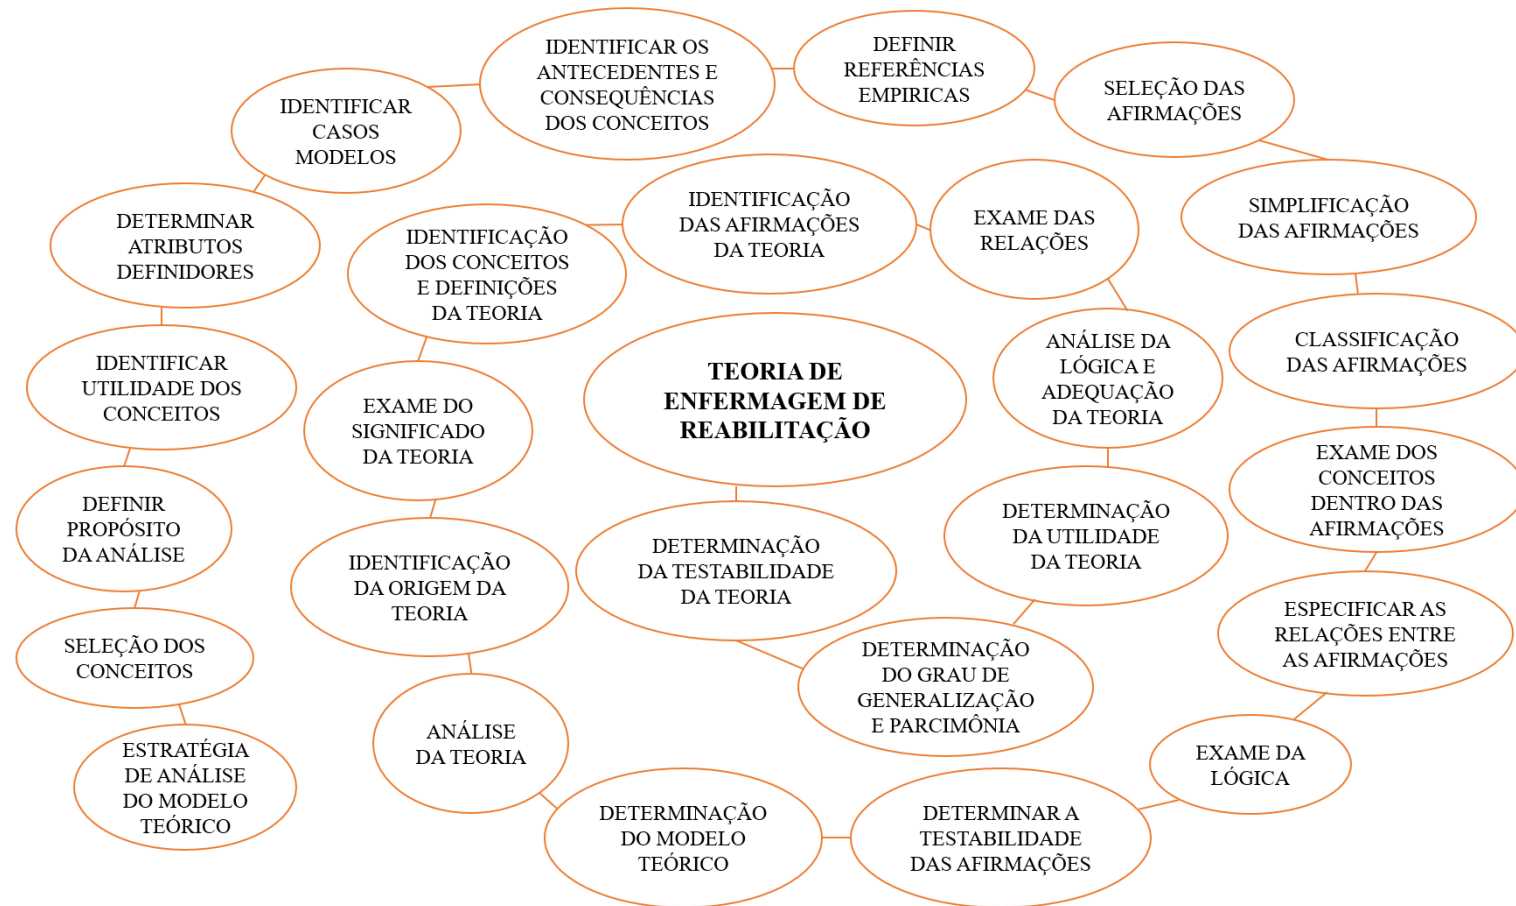 ESTRATÉGIA
DE ANÁLISE
DO MODELO
TEÓRICO
SELEÇÃO DOS
CONCEITOS
DEFINIR
PROPÓSITO
DA ANÁLISE
IDENTIFICAR
UTILIDADE DOS
CONCEITOS
DETERMINAR
ATRIBUTOS
DEFINIDORES
IDENTIFICAR
CASOS
MODELOS
IDENTIFICAR OS
ANTECEDENTES E
CONSEQUÊNCIAS
DOS CONCEITOS
DEFINIR
REFERÊNCIAS
EMPIRICAS
SELEÇÃO DAS
AFIRMAÇÕES
SIMPLIFICAÇÃO
DAS AFIRMAÇÕES
CLASSIFICAÇÃO
DAS AFIRMAÇÕES
EXAME DOS
CONCEITOS
DENTRO DAS
AFIRMAÇÕES
ESPECIFICAR AS
RELAÇÕES ENTRE
AS AFIRMAÇÕES
EXAME DA
LÓGICA
DETERMINAR A
TESTABILIDADE
DAS AFIRMAÇÕES
DETERMINAÇÃO
DO MODELO
TEÓRICO
ANÁLISE
DA TEORIA
IDENTIFICAÇÃO
DA ORIGEM DA
TEORIA
EXAME DO
SIGNIFICADO
DA TEORIA
IDENTIFICAÇÃO
DOS CONCEITOS
E DEFINIÇÕES
DA TEORIA
IDENTIFICAÇÃO
DAS AFIRMAÇÕES
DA TEORIA
EXAME DAS
RELAÇÕES
ANÁLISE DA
LÓGICA E
ADEQUAÇÃO
DA TEORIA
DETERMINAÇÃO
DA UTILIDADE
DA TEORIA
DETERMINAÇÃO
DO GRAU DE
GENERALIZAÇÃO
E PARCIMÔNIA
DETERMINAÇÃO
DA TESTABILIDADE
DA TEORIA
TEORIA DE
ENFERMAGEM DE
REABILITAÇÃO